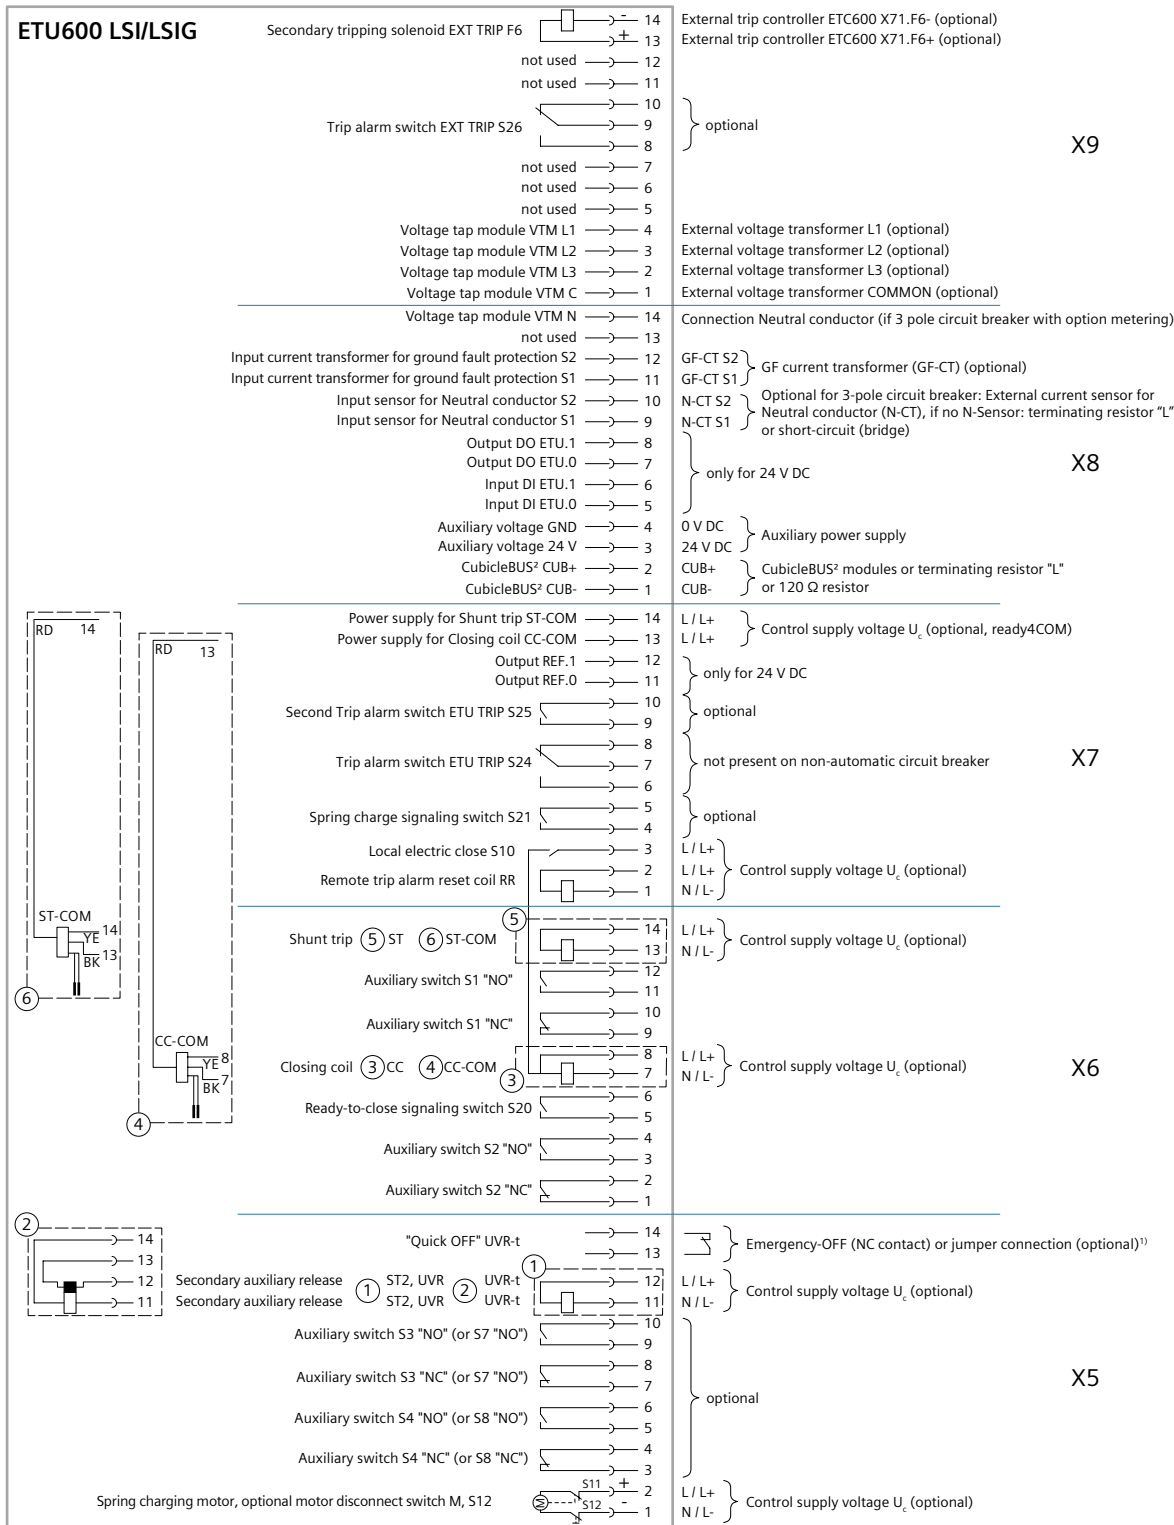 ETU600 LSI/LSIG
Secondary tripping solenoid EXT TRIP F6 - 14 External trip controller ETC600 X71.F6- (optional)
+ 13 External trip controller ETC600 X71.F6+ (optional)
not used 12
not used 11
10
Trip alarm switch EXT TRIP S26 9 optional
8
X9
not used 7
not used 6
not used 5
Voltage tap module VTM L1 4 External voltage transformer L1 (optional)
Voltage tap module VTM L2 3 External voltage transformer L2 (optional)
Voltage tap module VTM L3 2 External voltage transformer L3 (optional)
Voltage tap module VTM C 1 External voltage transformer COMMON (optional)
Voltage tap module VTM N 14 Connection Neutral conductor (if 3 pole circuit breaker with option metering)
not used 13
Input current transformer for ground fault protection S2 12 GF-CT S2
GF current transformer (GF-CT) (optional)
Input current transformer for ground fault protection S1 11 GF-CT S1
Input sensor for Neutral conductor S2 10 N-CT S2
Input sensor for Neutral conductor S1 9 N-CT S1
Optional for 3-pole circuit breaker: External current sensor for
Neutral conductor (N-CT), if no N-Sensor: terminating resistor “L”
or short-circuit (bridge)
Output DO ETU.1 8
Output DO ETU.0 7
X8
only for 24 V DC
Input DI ETU.1 6
Input DI ETU.0 5
Auxiliary voltage GND 4 0 V DC
Auxiliary power supply
Auxiliary voltage 24 V 3 24 V DC
CubicleBUS² CUB+ 2 CUB+ CubicleBUS² modules or terminating resistor "L"
CubicleBUS² CUB- 1 CUB- or 120 Ω resistor
Power supply for Shunt trip ST-COM 14 L / L+
Control supply voltage Uc (optional, ready4COM)
Power supply for Closing coil CC-COM 13 L / L+
Output REF.1 12
only for 24 V DC
Output REF.0 11
10
Second Trip alarm switch ETU TRIP S25 optional
9
8
Trip alarm switch ETU TRIP S24 7 not present on non-automatic circuit breaker
X7
6
5
Spring charge signaling switch S21 optional
4
Local electric close S10 3 L / L+
2 L / L+ Control supply voltage Uc (optional)
Remote trip alarm reset coil RR
1 N / L-
RD 14
RD 13
ST-COM
14
YE
13
BK
6
CC-COM
8
YE
7
BK
4
5
14 L / L+
Shunt trip 5 ST 6 ST-COM Control supply voltage Uc (optional)
13 N / L-
12
Auxiliary switch S1 "NO"
11
10
Auxiliary switch S1 "NC"
9
8 L / L+
Closing coil 3 CC 4 CC-COM Control supply voltage Uc (optional)
7 N / L-
3
X6
6
Ready-to-close signaling switch S20
5
4
Auxiliary switch S2 "NO"
3
2
Auxiliary switch S2 "NC"
1
2
14
13
12
11
14
"Quick OFF" UVR-t Emergency-OFF (NC contact) or jumper connection (optional)1)
13
1
Secondary auxiliary release 1 ST2, UVR 2 UVR-t 12 L / L+
Control supply voltage Uc (optional)
Secondary auxiliary release ST2, UVR UVR-t 11 N / L-
10
Auxiliary switch S3 "NO" (or S7 "NO")
9
8
Auxiliary switch S3 "NC" (or S7 "NO")
7
X5
optional
6
Auxiliary switch S4 "NO" (or S8 "NO")
5
4
Auxiliary switch S4 "NC" (or S8 "NC")
3
S11 + 2 L / L+
Spring charging motor, optional motor disconnect switch M, S12 M Control supply voltage Uc (optional)
S12 - 1 N / L-